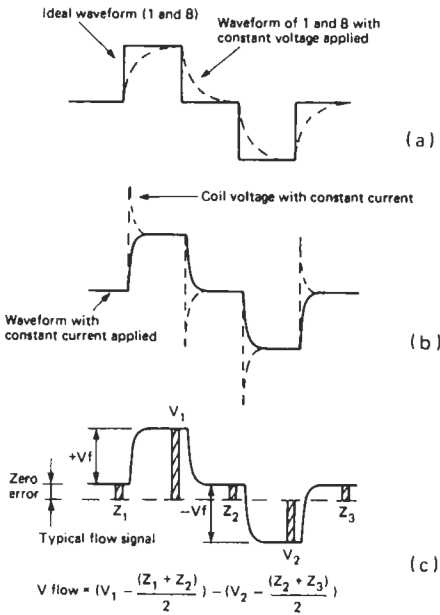 Ideal waveform (1 and 8)
Waveform of 1 and 8 with
constant voltage applied
(a)
Coil voltage with constant current
Waveform with
constant current applied
(b)
V1
+Vf
Zero
error
Z1
−Vf
Z2
Z3
Typical flow signal
V2
(c)
V flow = (V1 − (Z1 + Z2)/2) − (V2 − (Z2 + Z3)/2)